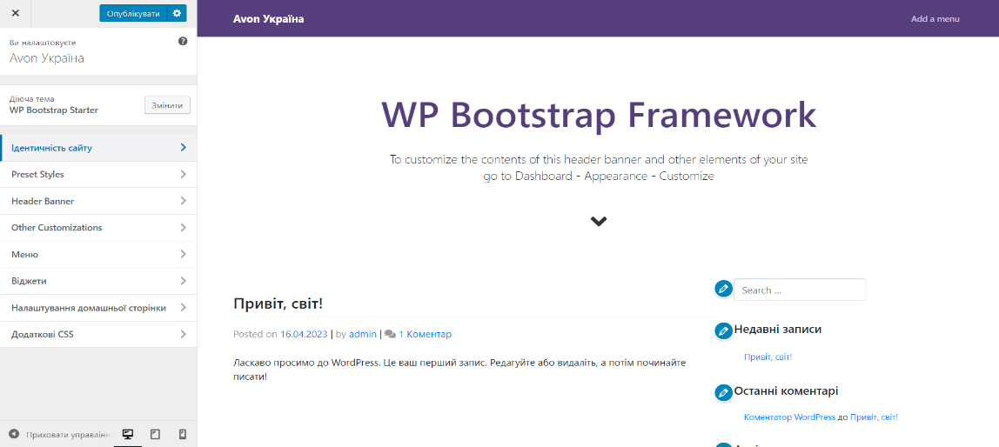 Опублікувати
Ви налаштовуєте
Avon Україна
Діюча тема
WP Bootstrap Starter
Змінити
Ідентичність сайту
Preset Styles
Header Banner
Other Customizations
Меню
Віджети
Налаштування домашньої сторінки
Додаткові CSS
Приховати управлінн
Avon Україна
Add a menu
WP Bootstrap Framework
To customize the contents of this header banner and other elements of your site
go to Dashboard - Appearance - Customize
Привіт, світ!
Posted on 16.04.2023 | by admin | 1 Коментар
Ласкаво просимо до WordPress. Це ваш перший запис. Редагуйте або видаліть, а потім починайте
писати!
Search ...
Недавні записи
Привіт, світ!
Останні коментарі
Коментатор WordPress до Привіт, світ!